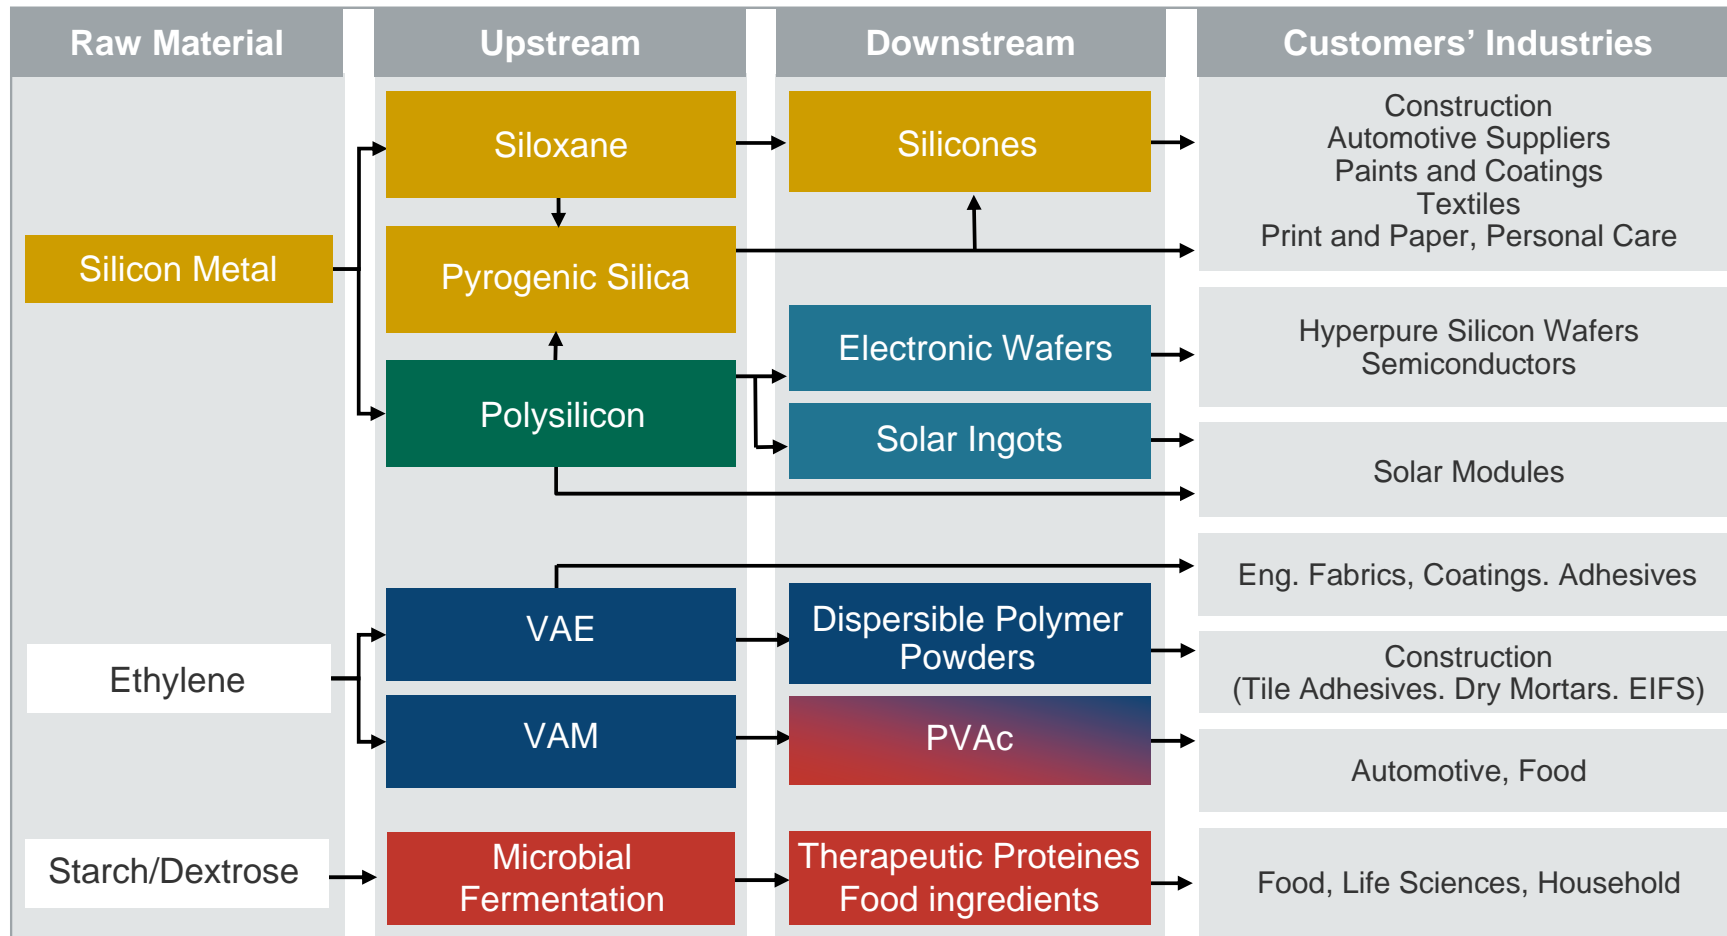 Raw Material
Upstream
Downstream
Customers’ Industries
Silicon Metal
Siloxane
Pyrogenic Silica
Polysilicon
Silicones
Electronic Wafers
Solar Ingots
Construction
Automotive Suppliers
Paints and Coatings
Textiles
Print and Paper, Personal Care
Hyperpure Silicon Wafers
Semiconductors
Solar Modules
Ethylene
VAE
VAM
Dispersible Polymer
Powders
PVAc
Eng. Fabrics, Coatings. Adhesives
Construction
(Tile Adhesives. Dry Mortars. EIFS)
Automotive, Food
Starch/Dextrose
Microbial
Fermentation
Therapeutic Proteines
Food ingredients
Food, Life Sciences, Household